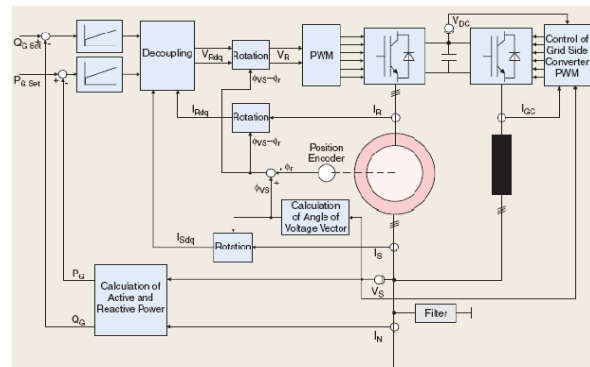 Q_G Set
P_G Set
+
-
+
-
Decoupling
V_Rdq
Rotation
V_R
PWM
V_DC
Control of
Grid Side
Converter
PWM
ϕ_VS–ϕ_r
I_Rdq
I_R
I_GC
Rotation
Position
Encoder
ϕ_VS–ϕ_r
- ϕ_r
+
ϕ_VS
Calculation
of Angle of
Voltage Vector
I_Sdq
Rotation
I_S
P_G
Calculation of
Active and
Reactive Power
V_S
Q_G
Filter
I_N